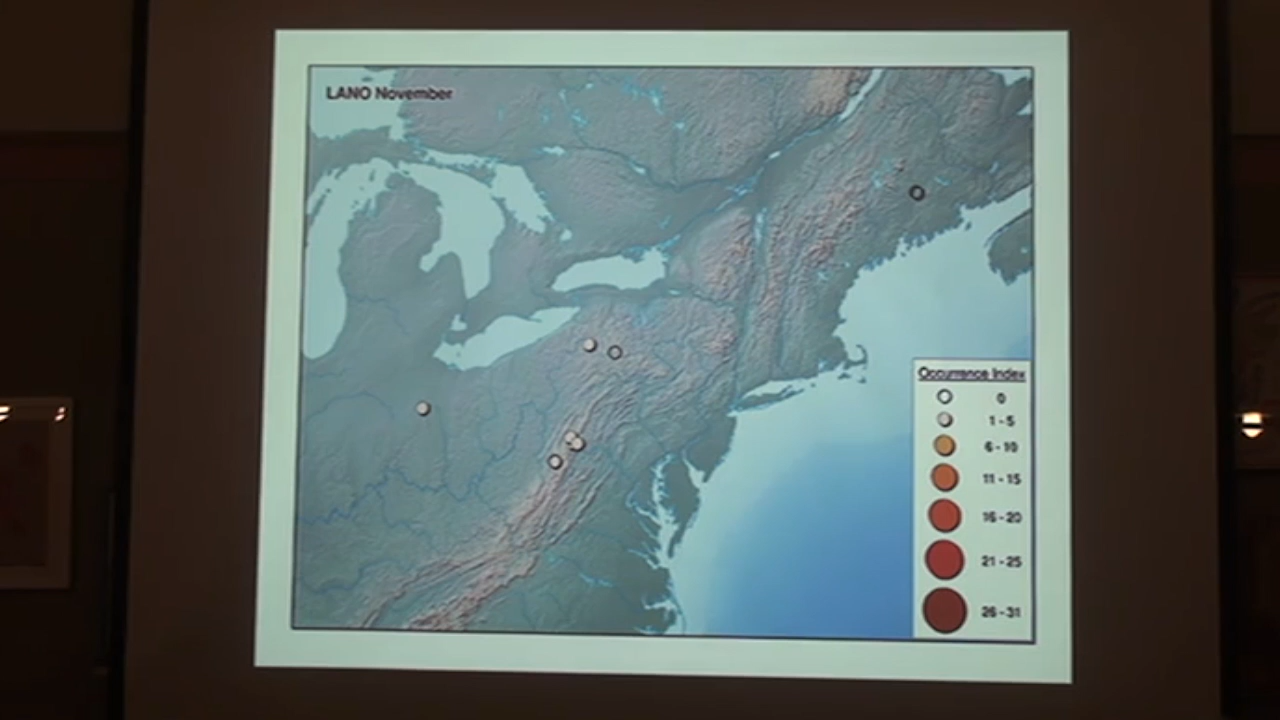 LANO November
Occurrence Index
0
1 - 5
6 - 10
11 - 15
16 - 20
21 - 25
26 - 31